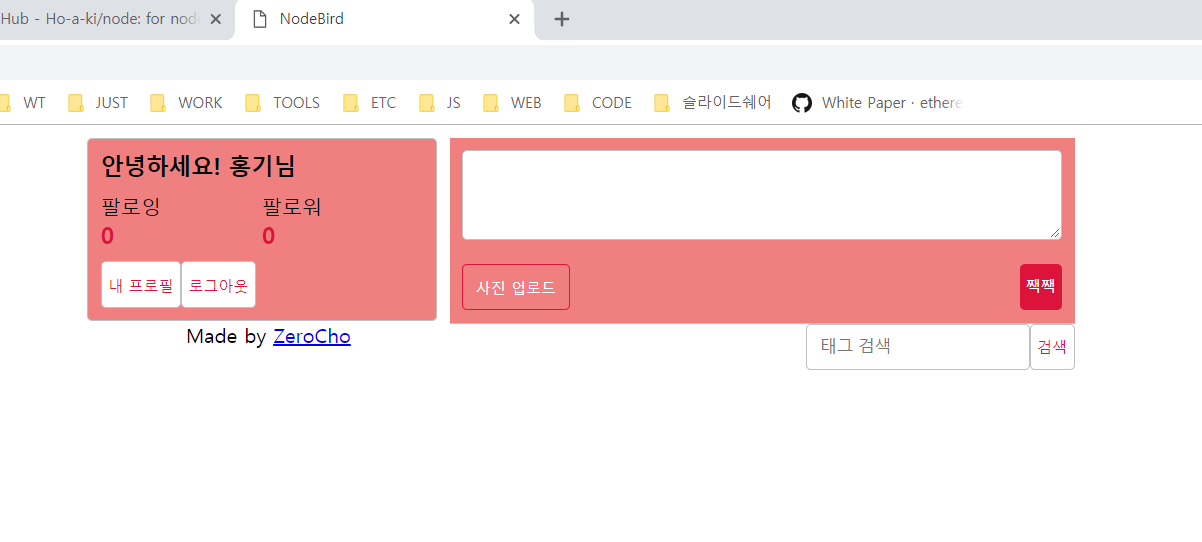 Hub - Ho-a-ki/node: for node
NodeBird
WT JUST WORK TOOLS ETC JS WEB CODE 슬라이드쉐어 White Paper · ethere
안녕하세요! 홍기님
팔로잉 팔로워
0 0
내 프로필 로그아웃
Made by ZeroCho
사진 업로드 짹짹
태그 검색 검색